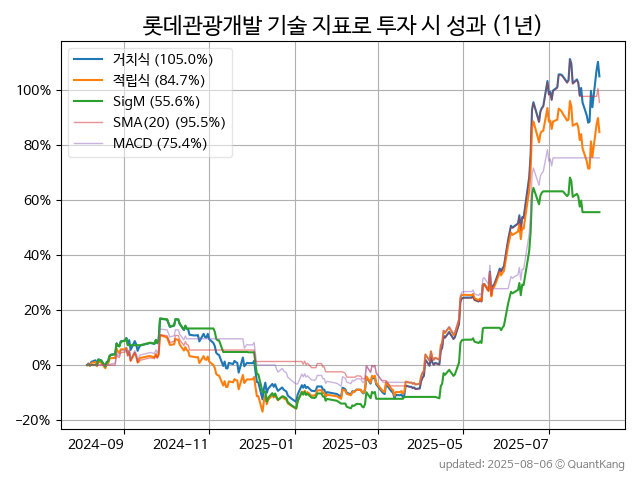 롯데관광개발 기술 지표로 투자 시 성과 (1년)
거치식 (105.0%)
적립식 (84.7%)
SigM (55.6%)
SMA(20) (95.5%)
MACD (75.4%)
100%
80%
60%
40%
20%
0%
−20%
2024-09
2024-11
2025-01
2025-03
2025-05
2025-07
updated: 2025-08-06 © QuantKang